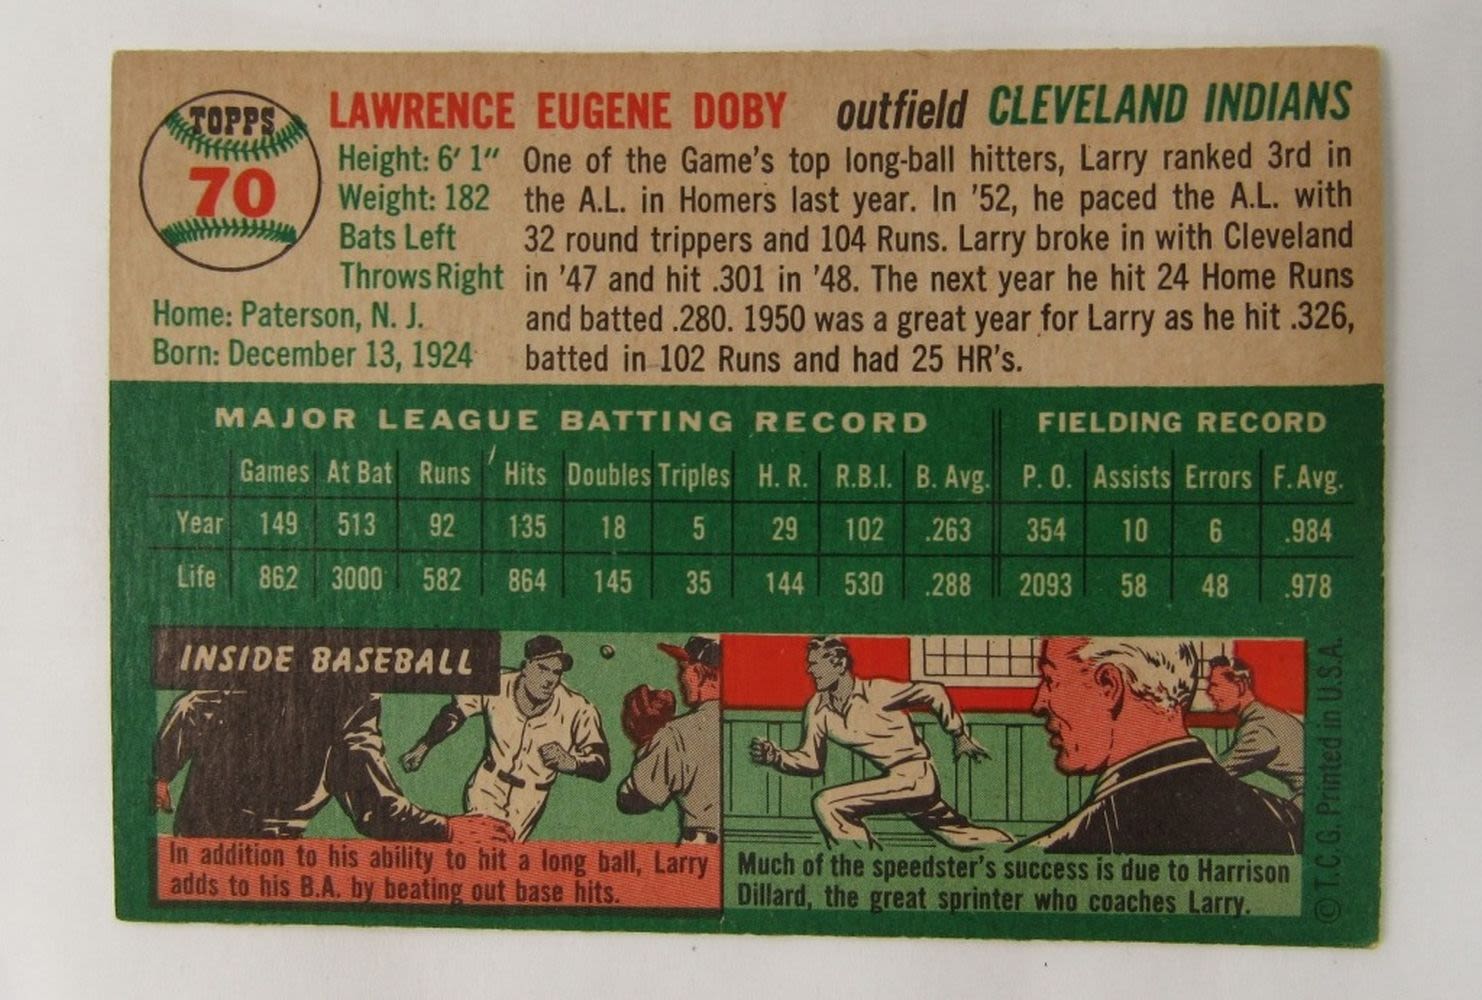 TOPPS
70
LAWRENCE EUGENE DOBY outfield CLEVELAND INDIANS
Height: 6' 1"
Weight: 182
Bats Left
Throws Right
Home: Paterson, N. J.
Born: December 13, 1924
One of the Game's top long-ball hitters, Larry ranked 3rd in
the A.L. in Homers last year. In '52, he paced the A.L. with
32 round trippers and 104 Runs. Larry broke in with Cleveland
in '47 and hit .301 in '48. The next year he hit 24 Home Runs
and batted .280. 1950 was a great year for Larry as he hit .326,
batted in 102 Runs and had 25 HR's.
MAJOR LEAGUE BATTING RECORD FIELDING RECORD
Games At Bat Runs Hits Doubles Triples H. R. R.B.I. B. Avg. P. O. Assists Errors F. Avg.
Year 149 513 92 135 18 5 29 102 .263 354 10 6 .984
Life 862 3000 582 864 145 35 144 530 .288 2093 58 48 .978
INSIDE BASEBALL
In addition to his ability to hit a long ball, Larry
adds to his B.A. by beating out base hits.
Much of the speedster's success is due to Harrison
Dillard, the great sprinter who coaches Larry.
© T.C.G. Printed in U.S.A.